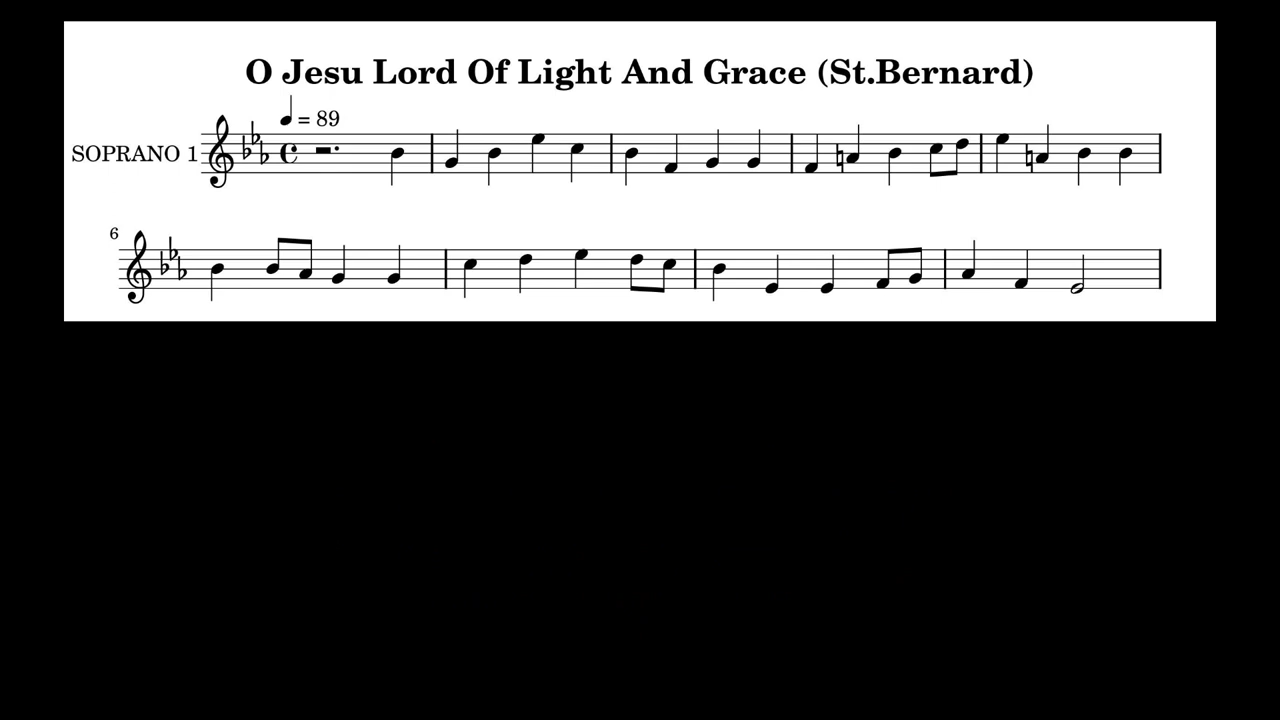 O Jesu Lord Of Light And Grace (St.Bernard)
= 89
SOPRANO 1
6